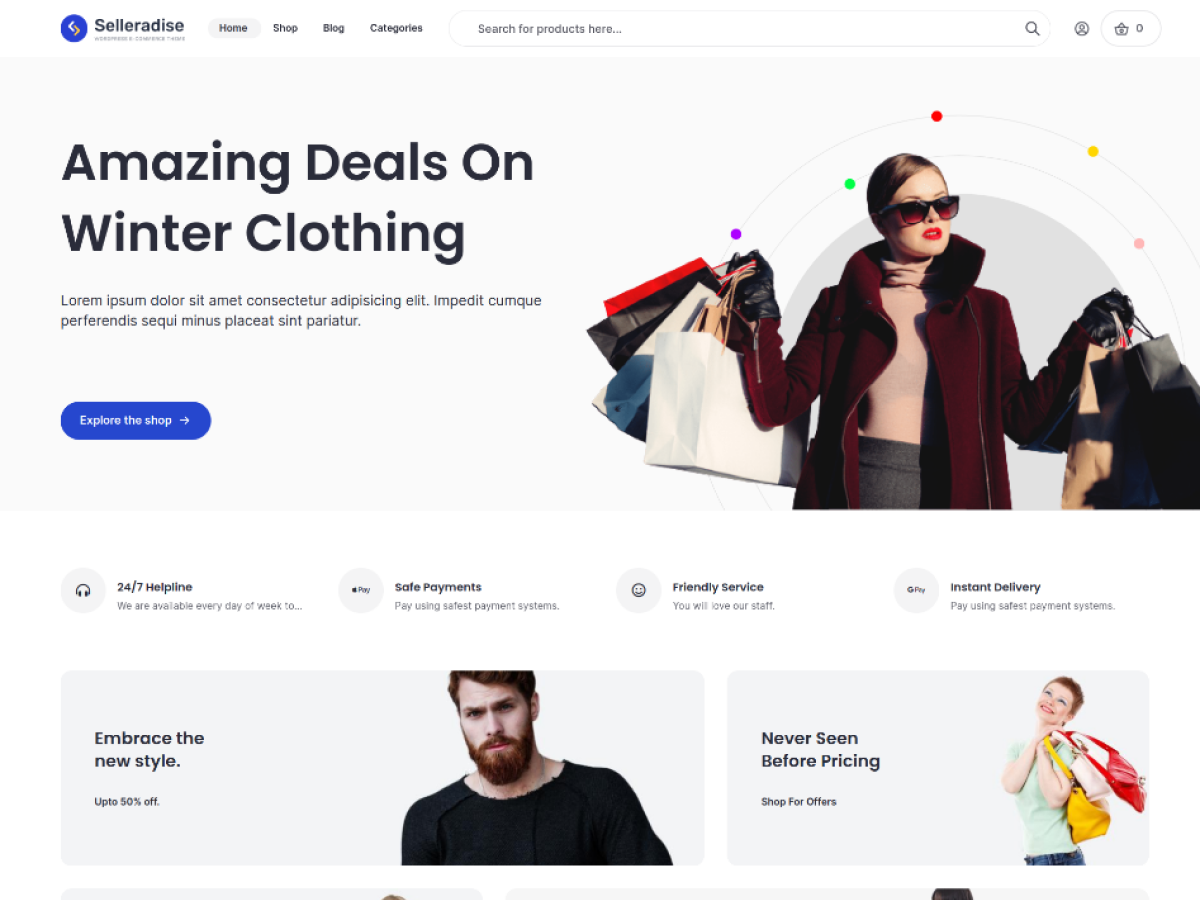 Selleradise
WORDPRESS E-COMMERCE THEME
Home
Shop
Blog
Categories
Search for products here...
0
Amazing Deals On
Winter Clothing
Lorem ipsum dolor sit amet consectetur adipisicing elit. Impedit cumque
perferendis sequi minus placeat sint pariatur.
Explore the shop
24/7 Helpline
We are available every day of week to...
Pay
Safe Payments
Pay using safest payment systems.
Friendly Service
You will love our staff.
G Pay
Instant Delivery
Pay using safest payment systems.
Embrace the
new style.
Upto 50% off.
Never Seen
Before Pricing
Shop For Offers